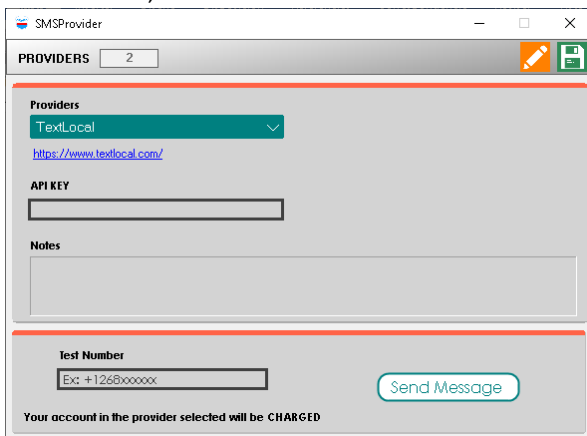 SMSProvider
PROVIDERS 2
Providers
TextLocal
https://www.textlocal.com/
API KEY
Notes
Test Number
Ex: +1268xxxxxx
Send Message
Your account in the provider selected will be CHARGED